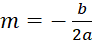 m = − b / 2a